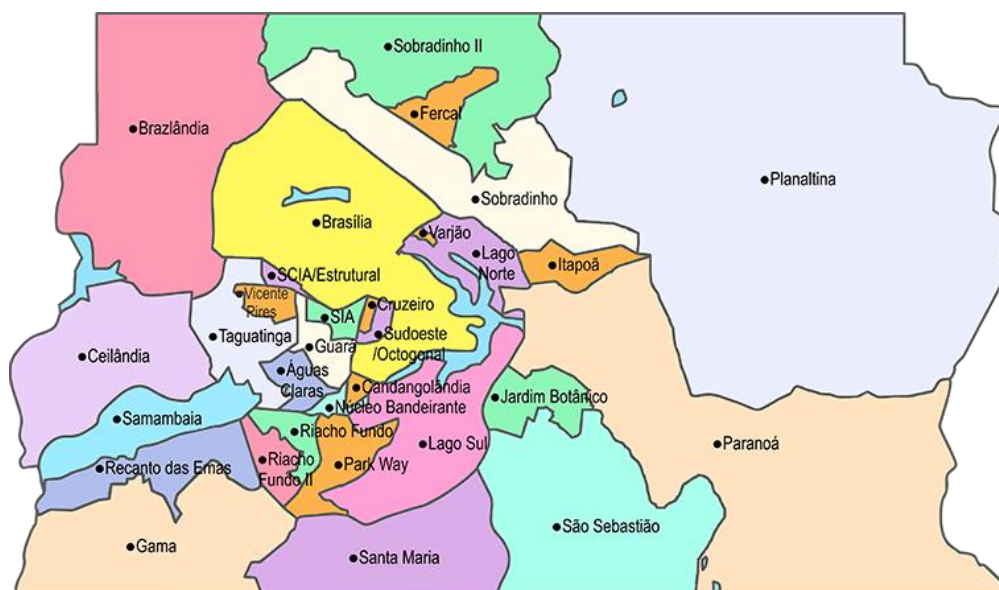 Sobradinho II
Fercal
Brazlândia
Planaltina
Sobradinho
Brasília
Varjão
Lago
Norte
Itapoã
SCIA/Estrutural
Vicente
Pires
Cruzeiro
SIA
Taguatinga
Sudoeste
/Octogonal
Guará
Ceilândia
Águas
Claras
Candangolândia
Jardim Botânico
Núcleo Bandeirante
Samambaia
Riacho Fundo
Lago Sul
Paranoá
Recanto das Emas
Riacho
Fundo II
Park Way
São Sebastião
Gama
Santa Maria